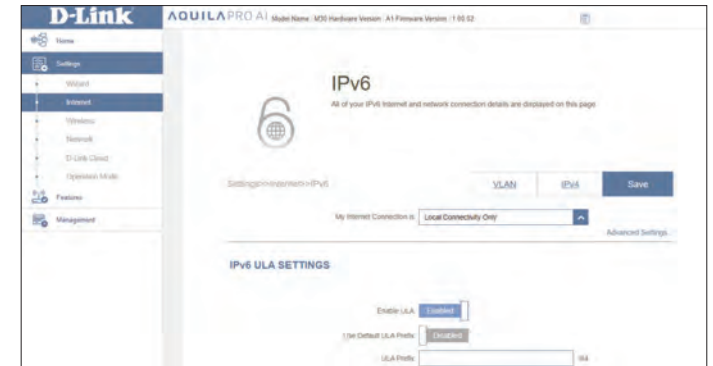 D-Link
AQUILA PRO AI Model Name : M30 Hardware Version : A1 Firmware Version : 1.00.02
Home
Settings
Wizard
Internet
Wireless
Network
D-Link Cloud
Operation Mode
Features
Management
IPv6
All of your IPv6 Internet and network connection details are displayed on this page.
Settings>>Internet>>IPv6
VLAN
IPv4
Save
My Internet Connection is: Local Connectivity Only
Advanced Settings...
IPv6 ULA SETTINGS
Enable ULA: Enabled
Use Default ULA Prefix: Disabled
ULA Prefix: /64